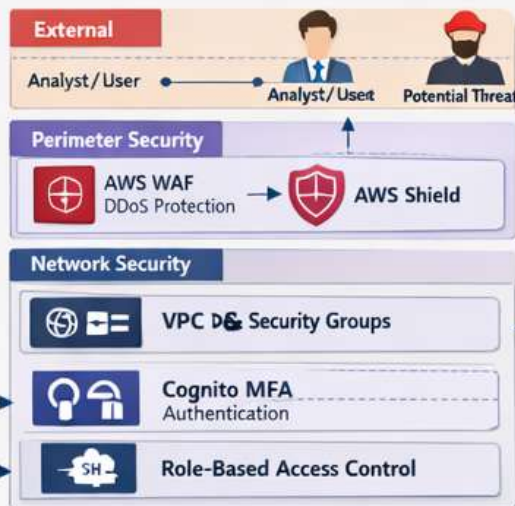 External
Analyst/User
Analyst/Usest
Potential Threat
Perimeter Security
AWS WAF
DDoS Protection
AWS Shield
Network Security
VPC D& Security Groups
Cognito MFA
Authentication
SH
Role-Based Access Control